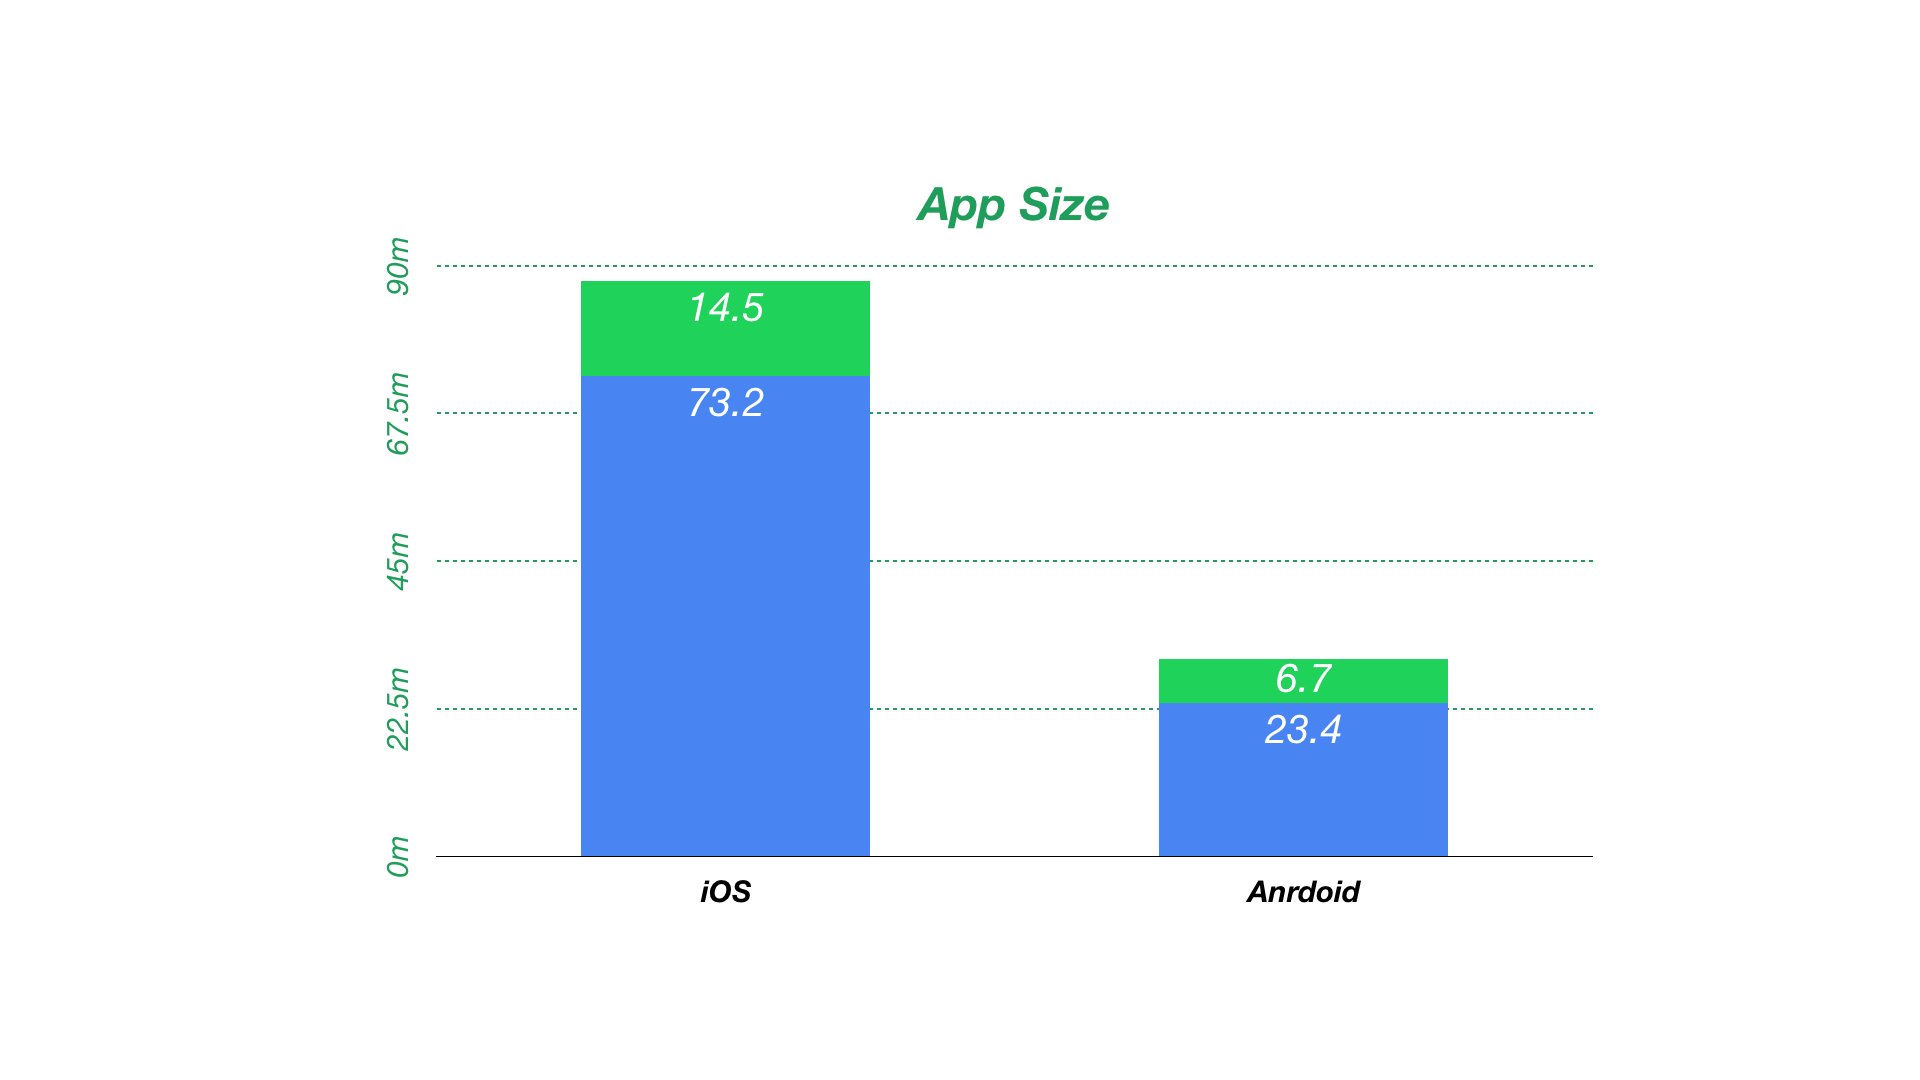 App Size
90m
14.5
73.2
67.5m
45m
6.7
22.5m
23.4
0m
iOS
Anrdoid